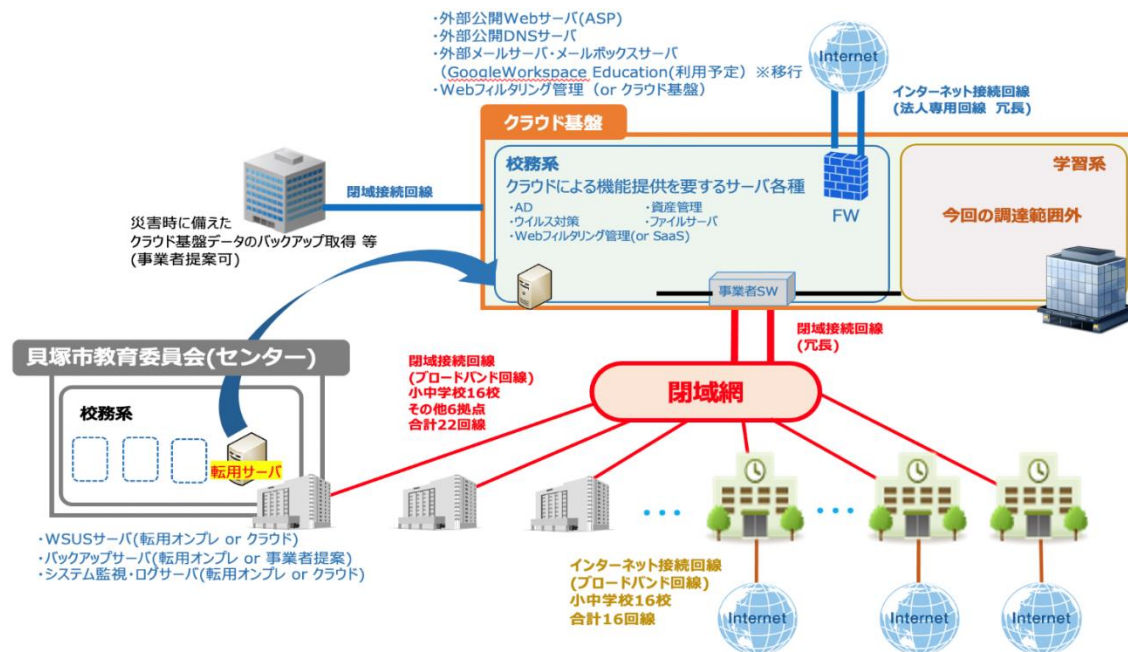 ・外部公開Webサーバ(ASP)
・外部公開DNSサーバ
・外部メールサーバ・メールボックスサーバ
（GoogleWorkspace Education(利用予定）※移行
・Webフィルタリング管理（or クラウド基盤）
Internet
インターネット接続回線
(法人専用回線 冗長)
クラウド基盤
校務系
クラウドによる機能提供を要するサーバ各種
・AD
・資産管理
・ウイルス対策
・ファイルサーバ
・Webフィルタリング管理(or SaaS)
FW
学習系
今回の調達範囲外
閉域接続回線
災害時に備えた
クラウド基盤データのバックアップ取得 等
(事業者提案可)
事業者SW
閉域接続回線
(冗長)
貝塚市教育委員会(センター)
校務系
転用サーバ
閉域接続回線
(ブロードバンド回線)
小中学校16校
その他6拠点
合計22回線
閉域網
・・・
・・・
・WSUSサーバ(転用オンプレ or クラウド)
・バックアップサーバ(転用オンプレ or 事業者提案)
・システム監視・ログサーバ(転用オンプレ or クラウド)
インターネット接続回線
(ブロードバンド回線)
小中学校16校
合計16回線
Internet
Internet
Internet